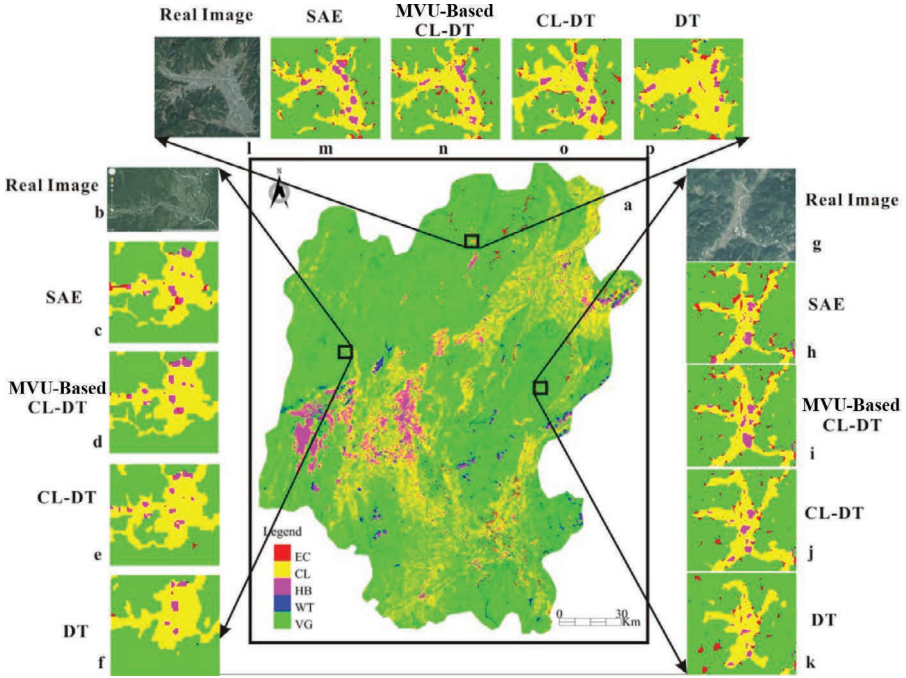 Real Image
SAE
MVU-Based
CL-DT
CL-DT
DT
l
m
n
o
p
Real Image
b
SAE
c
MVU-Based
CL-DT
d
CL-DT
e
DT
f
N
a
Legend
EC
CL
HB
WT
VG
0
30
Km
Real Image
g
SAE
h
MVU-Based
CL-DT
i
CL-DT
j
DT
k